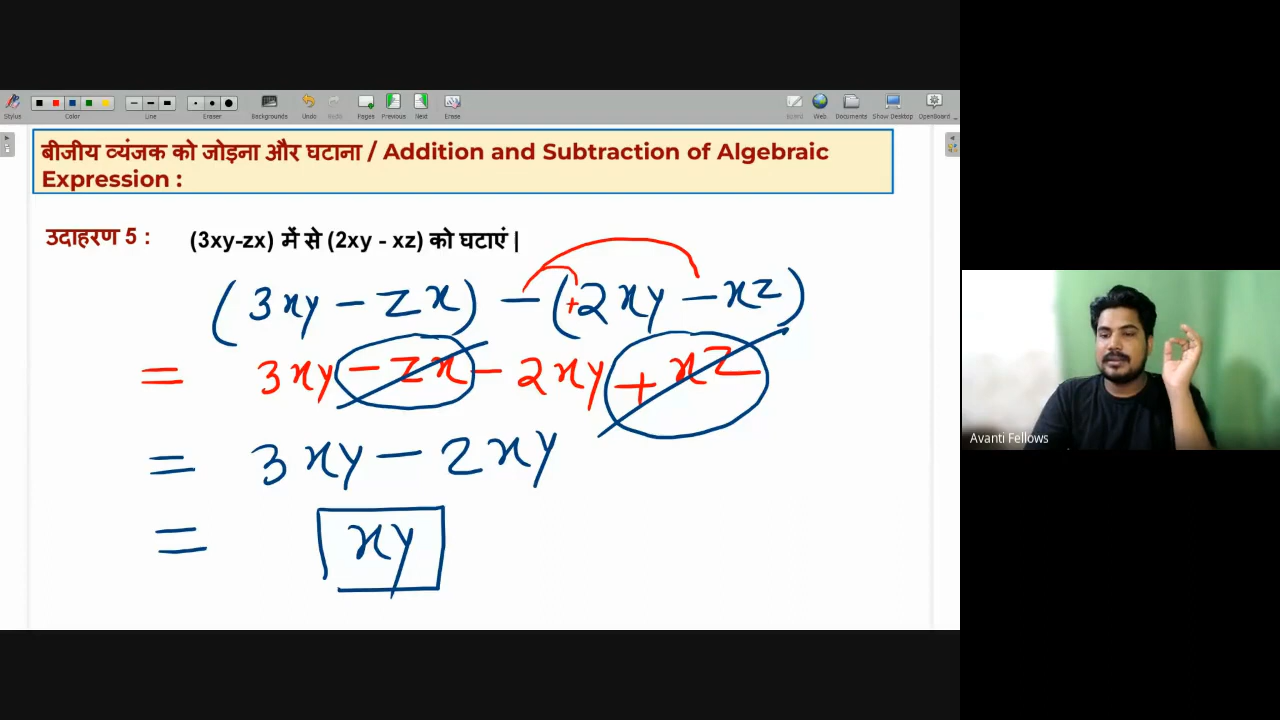 Stylus Color Line Eraser Backgrounds Undo Redo Pages Previous Next Erase Board Web Documents Show Desktop OpenBoard
बीजीय व्यंजक को जोड़ना और घटाना / Addition and Subtraction of Algebraic
Expression :
उदाहरण 5 : (3xy-zx) में से (2xy - xz) को घटाएं |
(3xy - zx) - (+2xy - xz)
= 3xy - zx - 2xy + xz
= 3xy - 2xy
= xy
Avanti Fellows